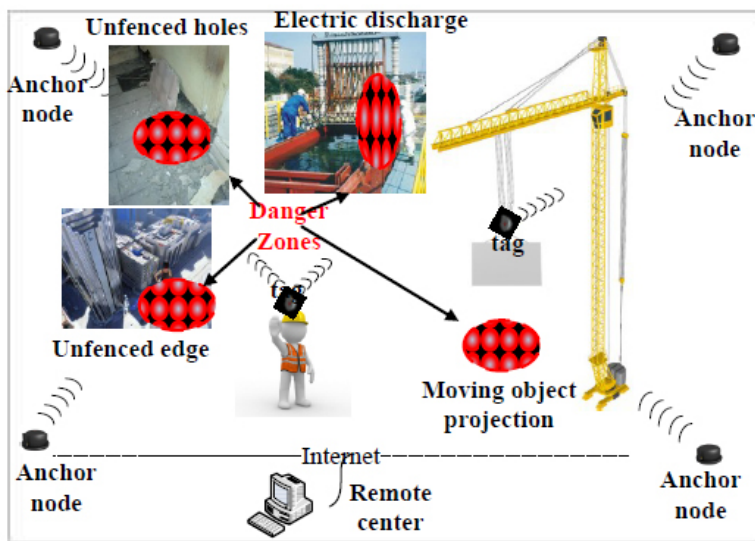 Unfenced holes
Electric discharge
Anchor
node
Anchor
node
Danger
Zones
tag
Unfenced edge
Moving object
projection
Anchor
node
Internet
Remote
center
Anchor
node